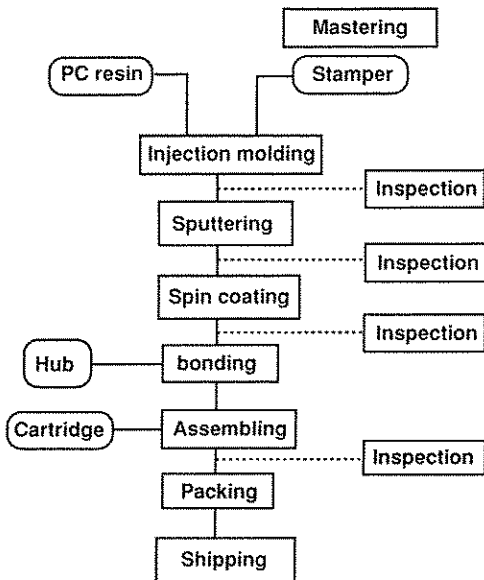 Mastering
PC resin
Stamper
Injection molding
Inspection
Sputtering
Inspection
Spin coating
Inspection
Hub
bonding
Cartridge
Assembling
Inspection
Packing
Shipping